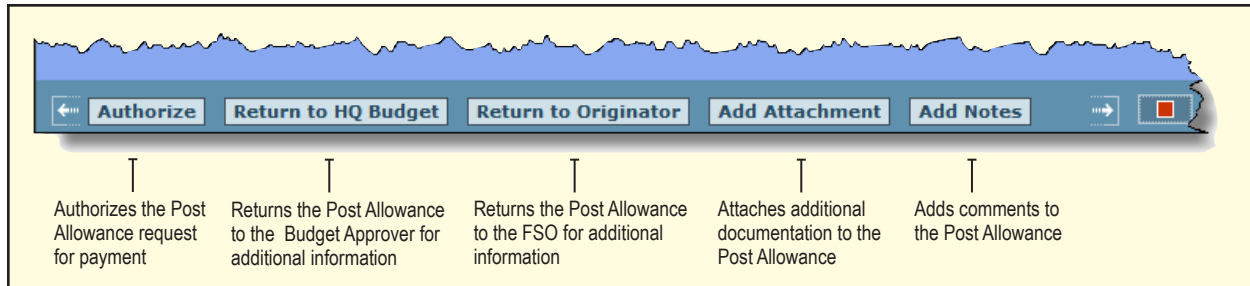 Authorize Return to HQ Budget Return to Originator Add Attachment Add Notes
Authorizes the Post
Allowance request
for payment
Returns the Post Allowance
to the Budget Approver for
additional information
Returns the Post Allowance
to the FSO for additional
information
Attaches additional
documentation to the
Post Allowance
Adds comments to
the Post Allowance